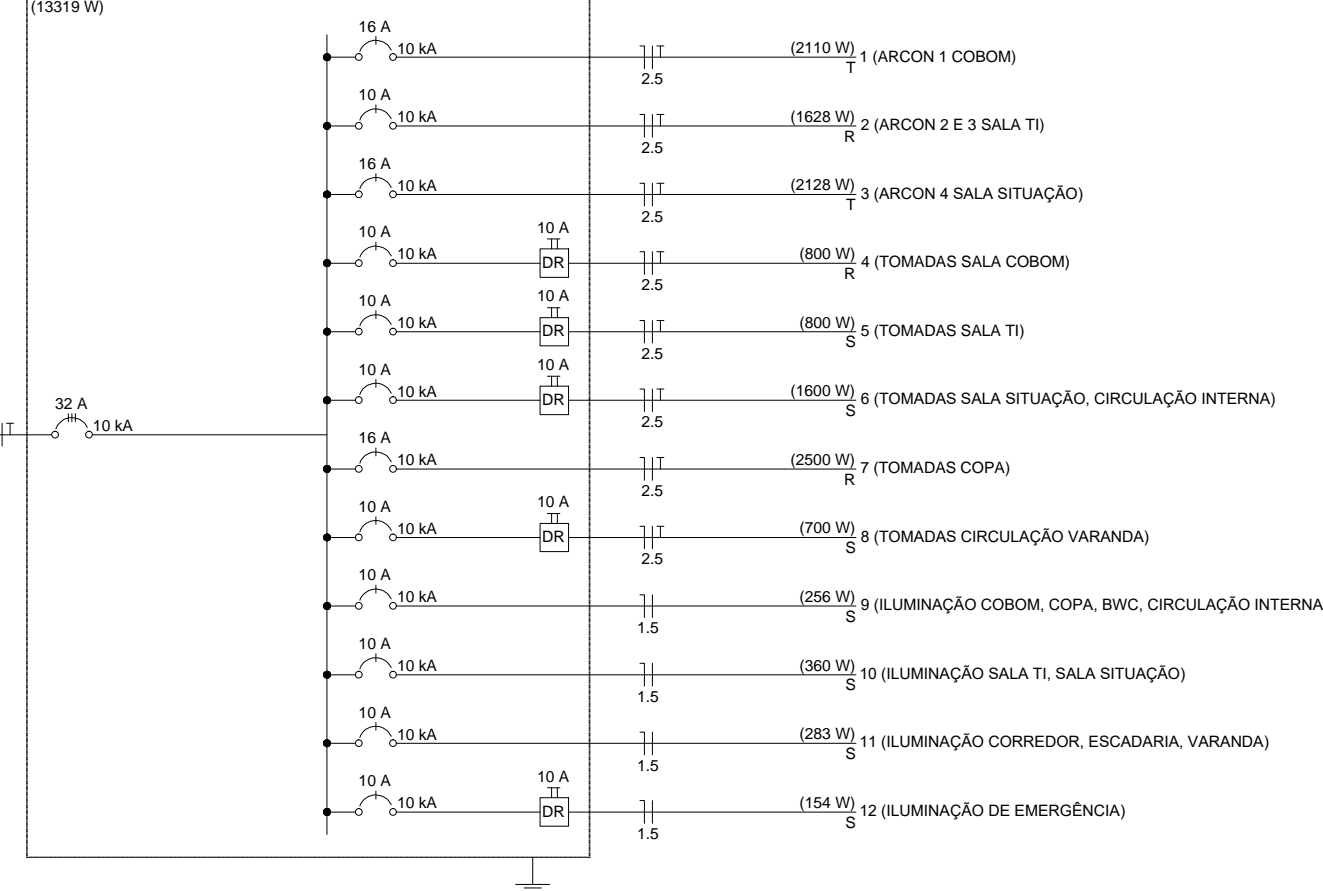 (13319 W)
32 A
10 kA
T
16 A
10 kA
T
2.5
(2110 W)
T
1 (ARCON 1 COBOM)
10 A
10 kA
T
2.5
(1628 W)
R
2 (ARCON 2 E 3 SALA TI)
16 A
10 kA
T
2.5
(2128 W)
T
3 (ARCON 4 SALA SITUAÇÃO)
10 A
10 kA
10 A
DR
T
2.5
(800 W)
R
4 (TOMADAS SALA COBOM)
10 A
10 kA
10 A
DR
T
2.5
(800 W)
S
5 (TOMADAS SALA TI)
10 A
10 kA
10 A
DR
T
2.5
(1600 W)
S
6 (TOMADAS SALA SITUAÇÃO, CIRCULAÇÃO INTERNA)
16 A
10 kA
T
2.5
(2500 W)
R
7 (TOMADAS COPA)
10 A
10 kA
10 A
DR
T
2.5
(700 W)
S
8 (TOMADAS CIRCULAÇÃO VARANDA)
10 A
10 kA
1.5
(256 W)
S
9 (ILUMINAÇÃO COBOM, COPA, BWC, CIRCULAÇÃO INTERNA
10 A
10 kA
1.5
(360 W)
S
10 (ILUMINAÇÃO SALA TI, SALA SITUAÇÃO)
10 A
10 kA
1.5
(283 W)
S
11 (ILUMINAÇÃO CORREDOR, ESCADARIA, VARANDA)
10 A
10 kA
10 A
DR
1.5
(154 W)
S
12 (ILUMINAÇÃO DE EMERGÊNCIA)